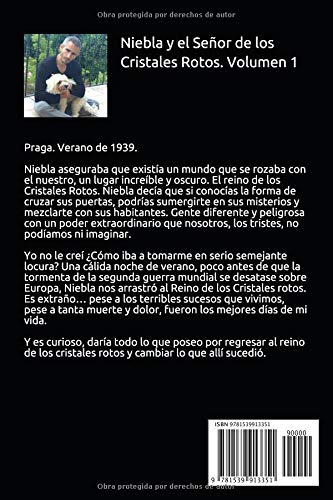 Obra protegida por derechos de autor
Niebla y el Señor de los
Cristales Rotos. Volumen 1
Praga. Verano de 1939.
Niebla aseguraba que existía un mundo que se rozaba con
el nuestro, un lugar increíble y oscuro. El reino de los
Cristales Rotos. Niebla decía que si conocías la forma de
cruzar sus puertas, podrías sumergirte en sus misterios y
mezclarte con sus habitantes. Gente diferente y peligrosa
con un poder extraordinario que nosotros, los tristes, no
podíamos ni imaginar.
Yo no le creí ¿Cómo iba a tomarme en serio semejante
locura? Una cálida noche de verano, poco antes de que la
tormenta de la segunda guerra mundial se desatase sobre
Europa, Niebla nos arrastró al Reino de los Cristales rotos.
Es extraño... pese a los terribles sucesos que vivimos,
pese a tanta muerte y dolor, fueron los mejores días de mi
vida.
Y es curioso, daría todo lo que poseo por regresar al reino
de los cristales rotos y cambiar lo que allí sucedió.
ISBN 9781539913351
90000
9 781539 913351
Obra protegida por derechos de autor